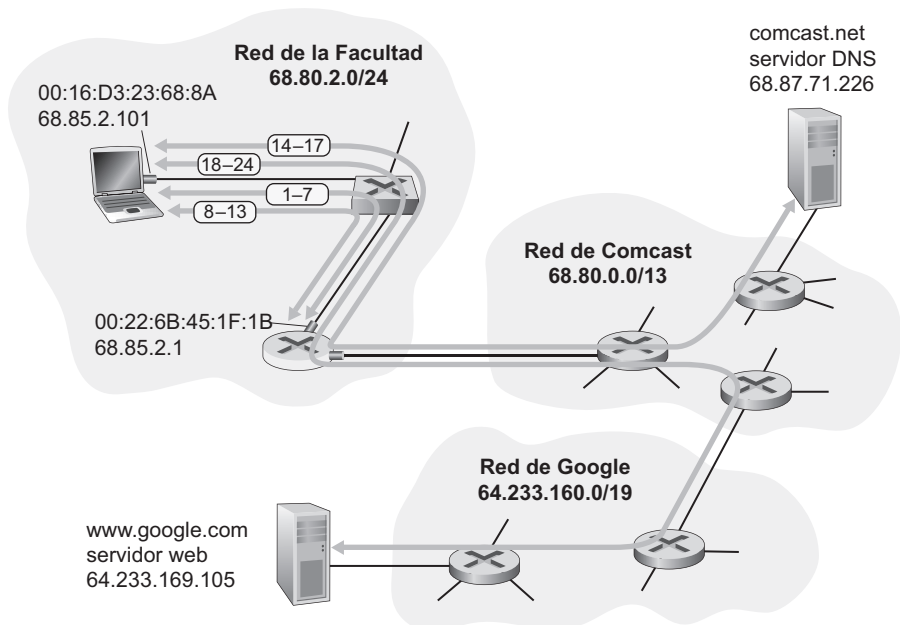 Red de la Facultad
68.80.2.0/24
00:16:D3:23:68:8A
68.85.2.101
14–17
18–24
1–7
8–13
00:22:6B:45:1F:1B
68.85.2.1
comcast.net
servidor DNS
68.87.71.226
Red de Comcast
68.80.0.0/13
Red de Google
64.233.160.0/19
www.google.com
servidor web
64.233.169.105